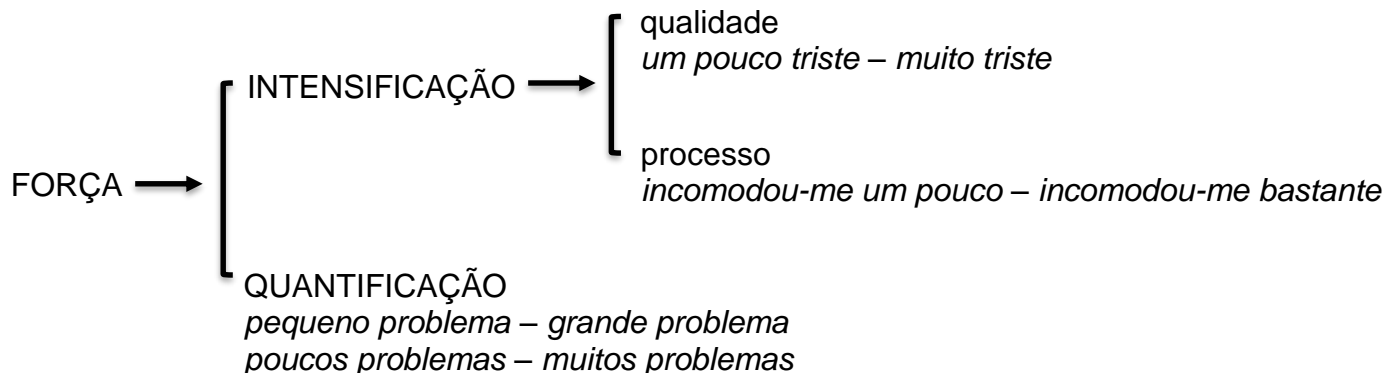 qualidade
um pouco triste – muito triste
INTENSIFICAÇÃO
processo
incomodou-me um pouco – incomodou-me bastante
FORÇA
QUANTIFICAÇÃO
pequeno problema – grande problema
poucos problemas – muitos problemas